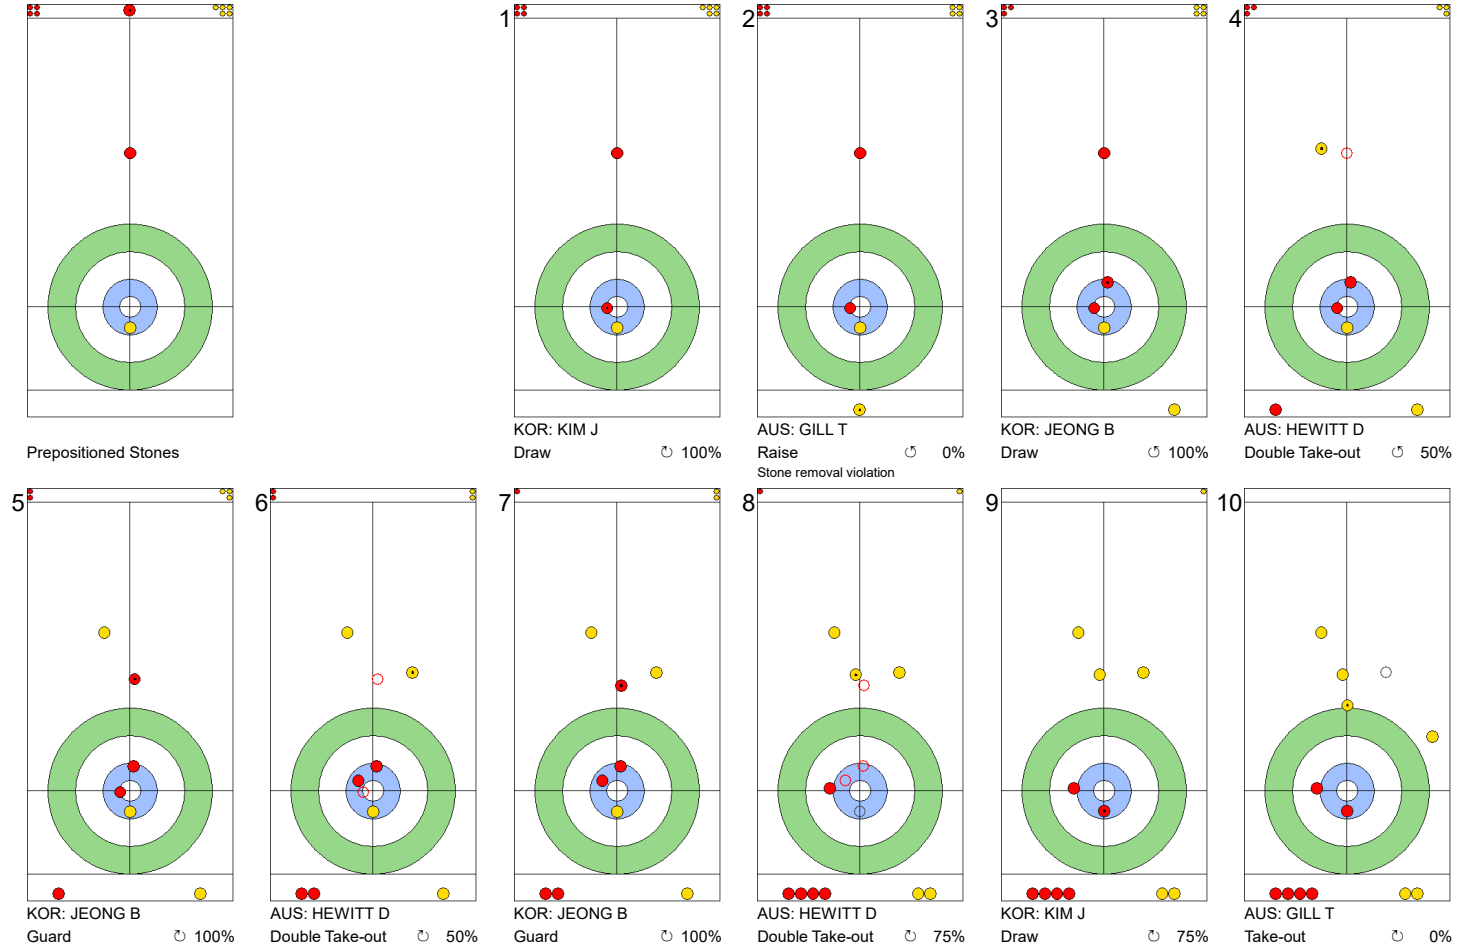 1
2
3
4
Prepositioned Stones
KOR: KIM J
Draw ↻ 100%
AUS: GILL T
Raise ↺ 0%
Stone removal violation
KOR: JEONG B
Draw ↺ 100%
AUS: HEWITT D
Double Take-out ↺ 50%
5
6
7
8
9
10
KOR: JEONG B
Guard ↻ 100%
AUS: HEWITT D
Double Take-out ↻ 50%
KOR: JEONG B
Guard ↻ 100%
AUS: HEWITT D
Double Take-out ↻ 75%
KOR: KIM J
Draw ↻ 75%
AUS: GILL T
Take-out ↻ 0%